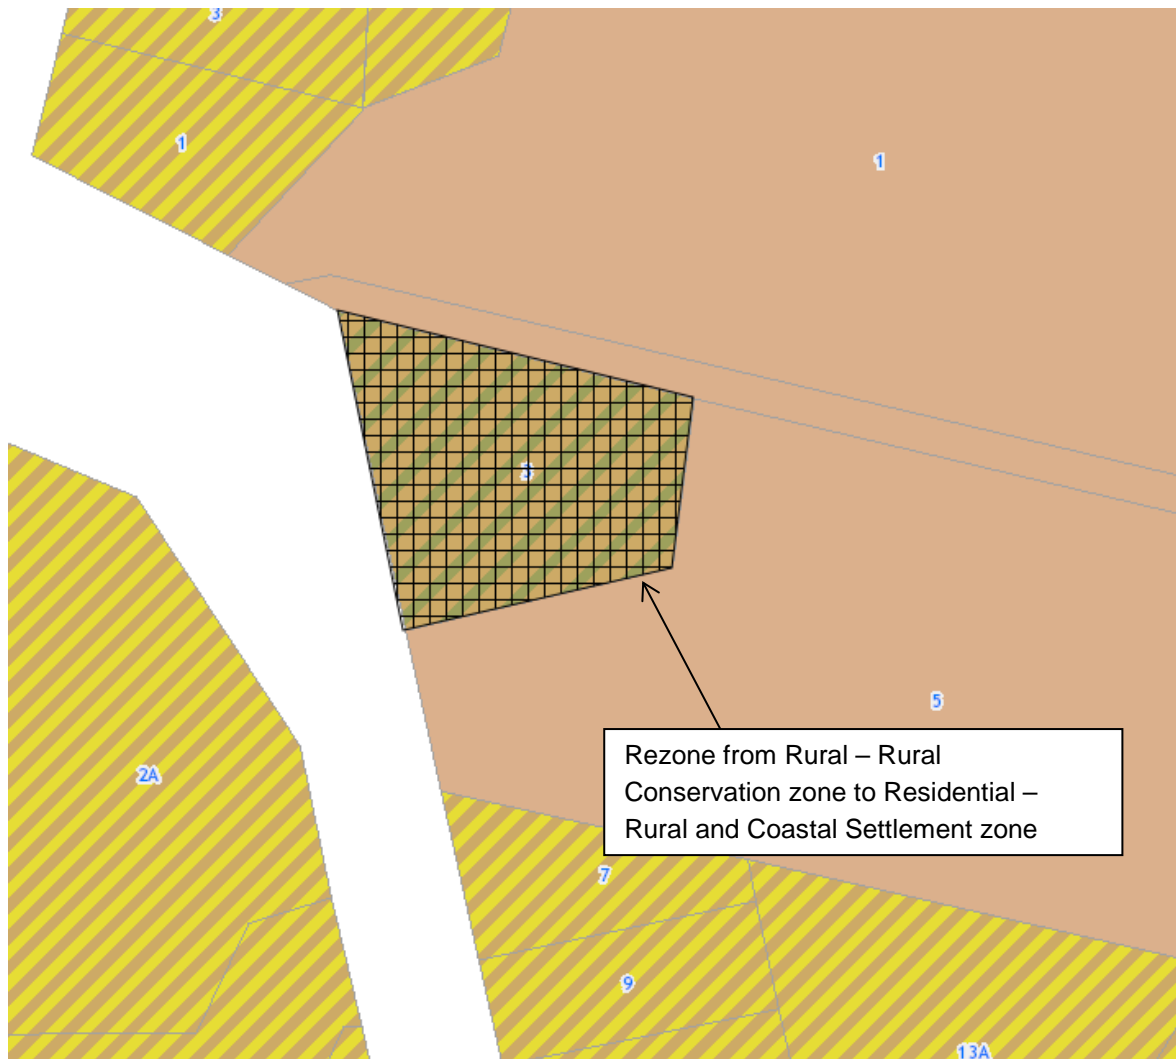 3
1
1
3
5
2A
Rezone from Rural – Rural
Conservation zone to Residential –
Rural and Coastal Settlement zone
7
9
13A